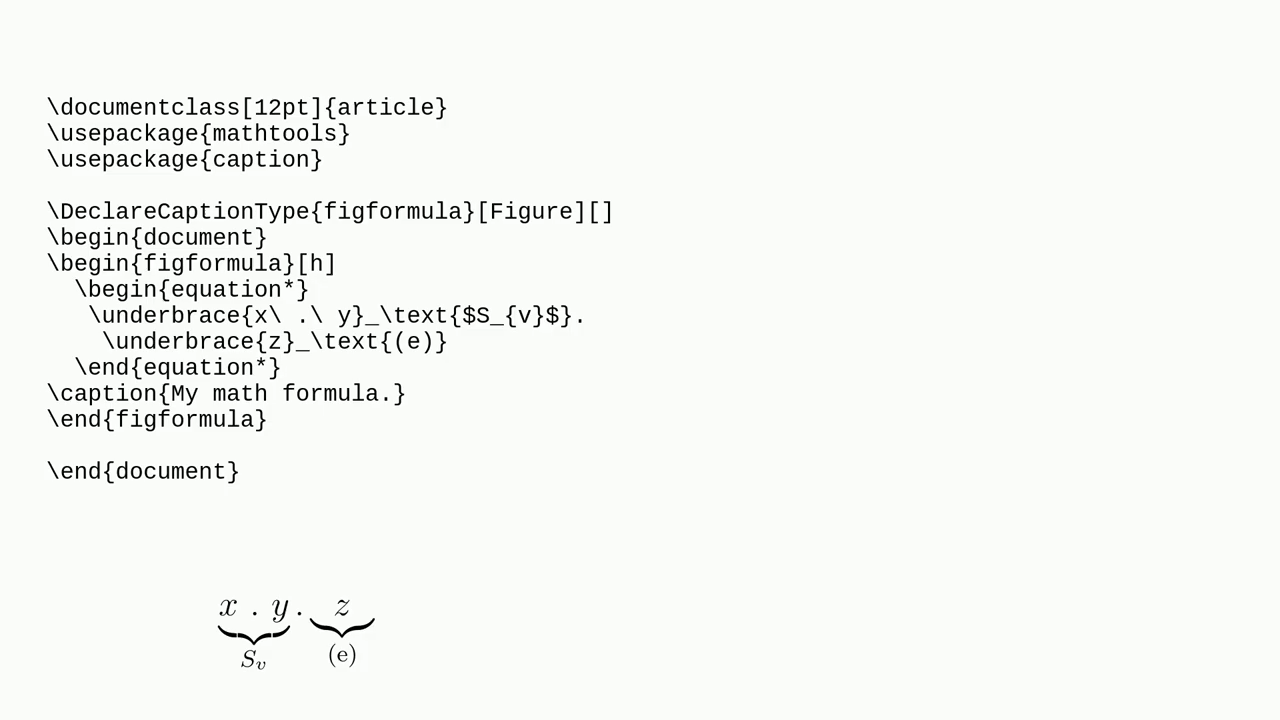 \documentclass[12pt]{article}
\usepackage{mathtools}
\usepackage{caption}
\DeclareCaptionType{figformula}[Figure][]
\begin{document}
\begin{figformula}[h]
\begin{equation*}
\underbrace{x\ .\ y}_\text{$S_{v}$}.
\underbrace{z}_\text{(e)}
\end{equation*}
\caption{My math formula.}
\end{figformula}
\end{document}
x . y . z
S_v (e)